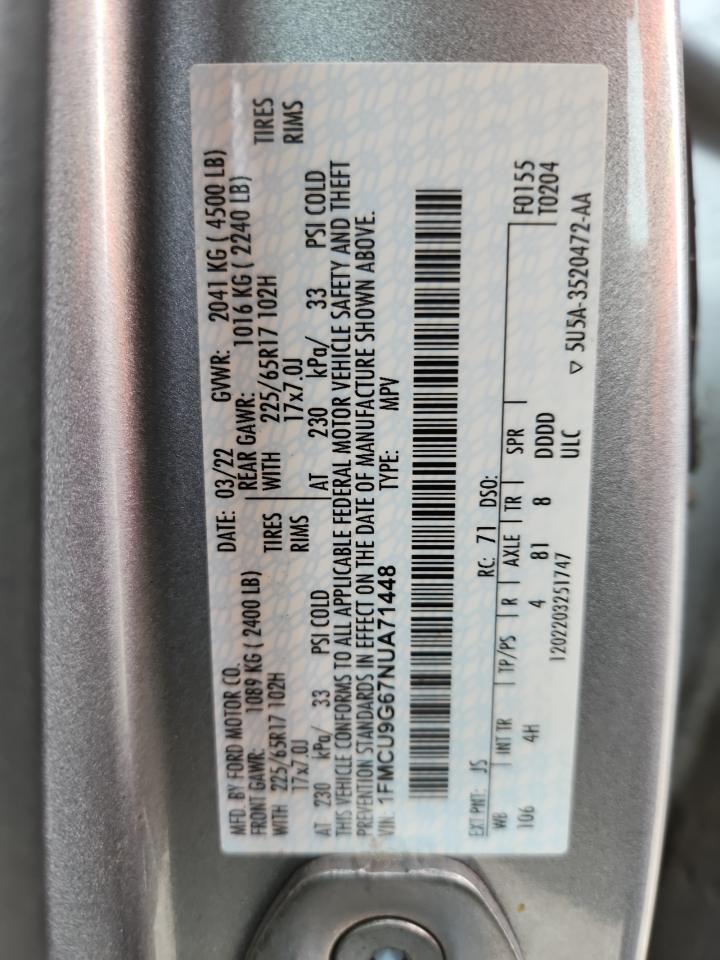 MFD. BY FORD MOTOR CO.
DATE: 03/22 GVWR: 2041 KG ( 4500 LB)
FRONT GAWR: 1089 KG ( 2400 LB) REAR GAWR: 1016 KG ( 2240 LB)
WITH 225/65R17 102H TIRES WITH 225/65R17 102H TIRES
17x7.0J RIMS 17x7.0J RIMS
AT 230 kPa/ 33 PSI COLD AT 230 kPa/ 33 PSI COLD
THIS VEHICLE CONFORMS TO ALL APPLICABLE FEDERAL MOTOR VEHICLE SAFETY AND THEFT
PREVENTION STANDARDS IN EFFECT ON THE DATE OF MANUFACTURE SHOWN ABOVE.
VIN: 1FMCU9G67NUA71448 TYPE: MPV
EXT PNT: JS RC: 71 DSO: F0155
WB INT TR TP/PS R AXLE TR SPR T0204
106 4H 4 81 8 DDDD
1202203251747 ULC ▽ 5U5A-3520472-AA